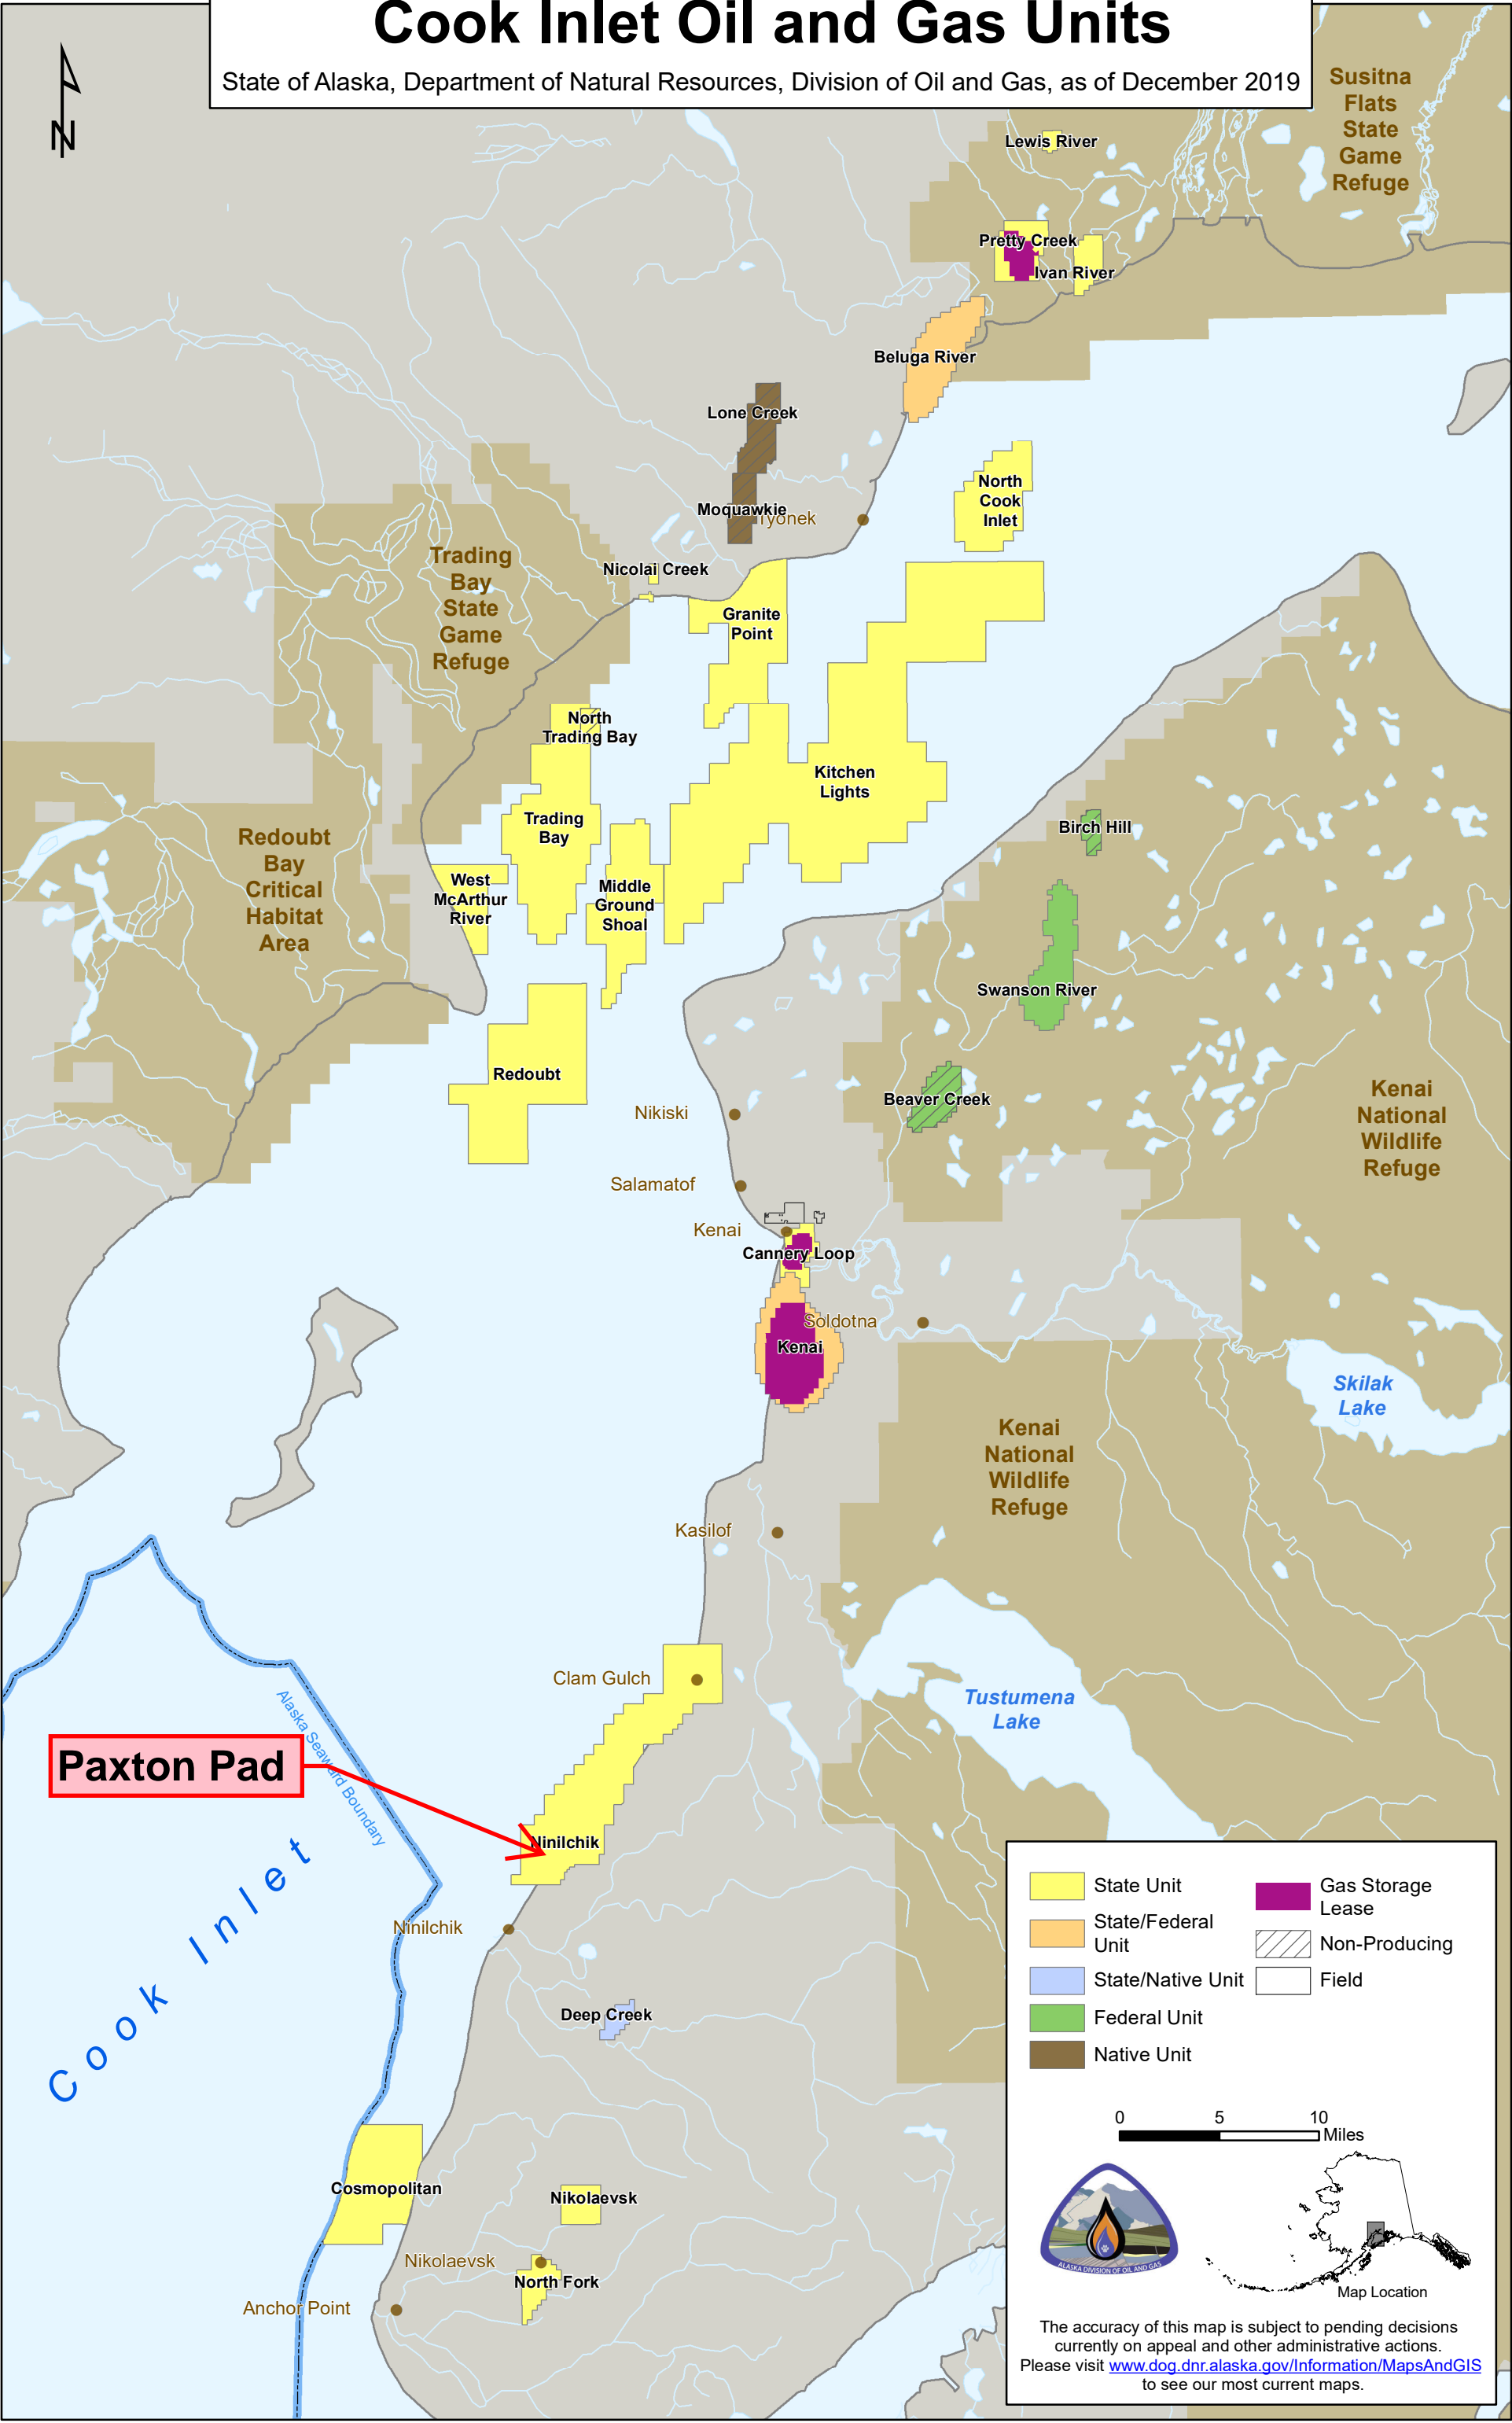 Cook Inlet Oil and Gas Units
State of Alaska, Department of Natural Resources, Division of Oil and Gas, as of December 2019
N
Susitna
Flats
State
Game
Refuge
Lewis River
Pretty Creek
Ivan River
Beluga River
Lone Creek
North
Cook
Inlet
Moquawkie
Tyonek
Trading
Bay
State
Game
Refuge
Nicolai Creek
Granite
Point
North
Trading Bay
Kitchen
Lights
Trading
Bay
Birch Hill
Redoubt
Bay
Critical
Habitat
Area
West
McArthur
River
Middle
Ground
Shoal
Swanson River
Redoubt
Beaver Creek
Nikiski
Kenai
National
Wildlife
Refuge
Salamatof
Kenai
Cannery Loop
Soldotna
Kenai
Skilak
Lake
Kenai
National
Wildlife
Refuge
Kasilof
Clam Gulch
Tustumena
Lake
Alaska Seaward Boundary
Paxton Pad
Ninilchik
Cook Inlet
Ninilchik
Deep Creek
Cosmopolitan
Nikolaevsk
Nikolaevsk
North Fork
Anchor Point
State Unit
State/Federal
Unit
State/Native Unit
Federal Unit
Native Unit
Gas Storage
Lease
Non-Producing
Field
0 5 10
Miles
ALASKA DIVISION OF OIL AND GAS
Map Location
The accuracy of this map is subject to pending decisions
currently on appeal and other administrative actions.
Please visit www.dog.dnr.alaska.gov/Information/MapsAndGIS
to see our most current maps.